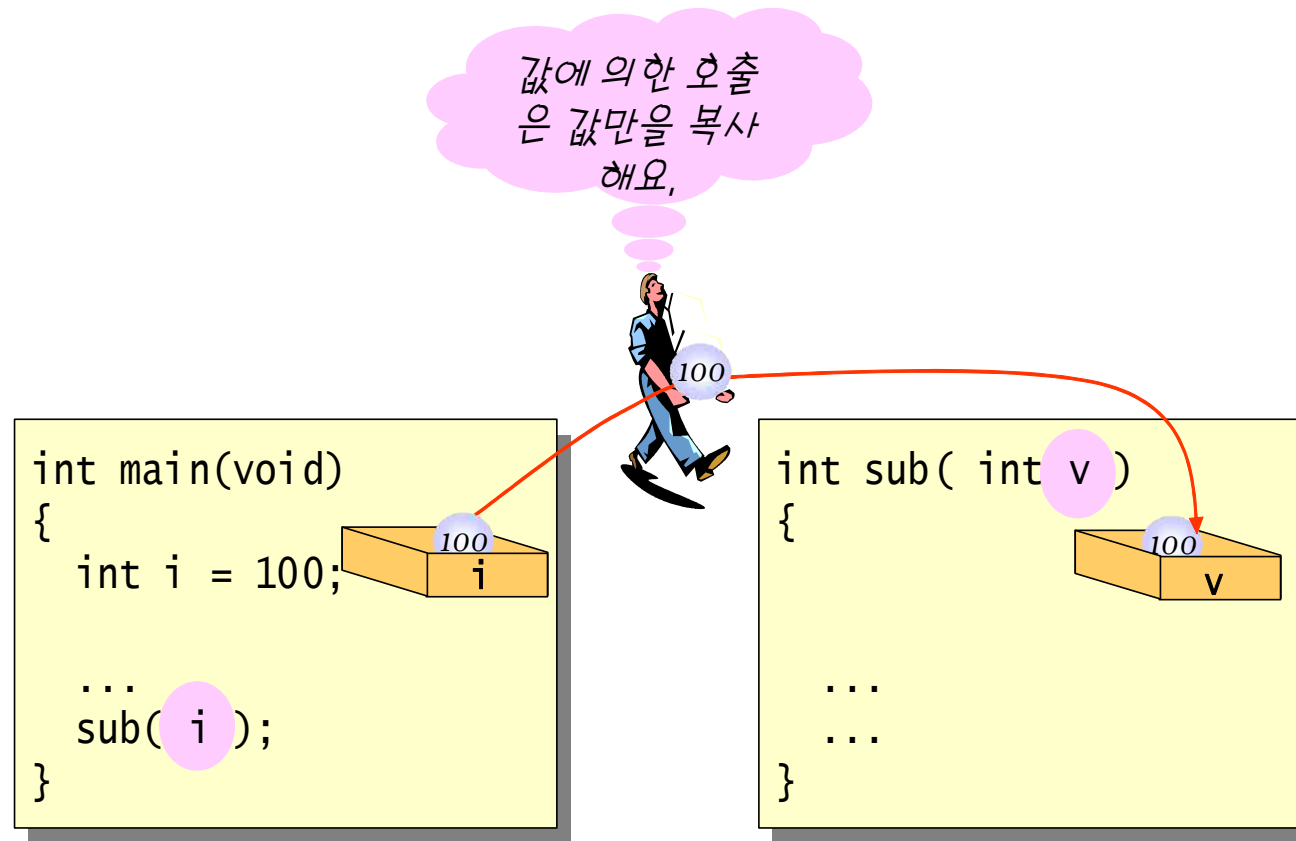 값에 의한 호출
은 값만을 복사
해요,
100
int main(void)
{
int i = 100;
100
i
...
sub( i );
}
int sub( int v )
{
100
v
...
...
}